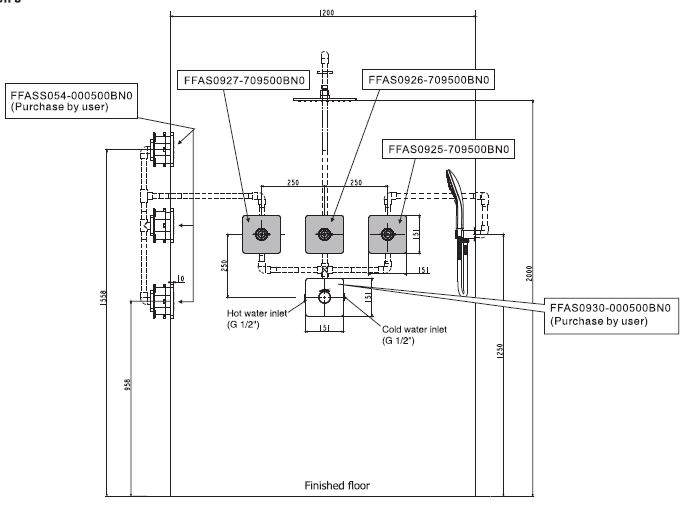 1200
FFAS0927-709500BN0
FFAS0926-709500BN0
FFASS054-000500BN0
(Purchase by user)
FFAS0925-709500BN0
250
250
151
151
250
10
2000
1558
151
Hot water inlet
(G 1/2")
151
Cold water inlet
(G 1/2")
FFAS0930-000500BN0
(Purchase by user)
1250
958
Finished floor